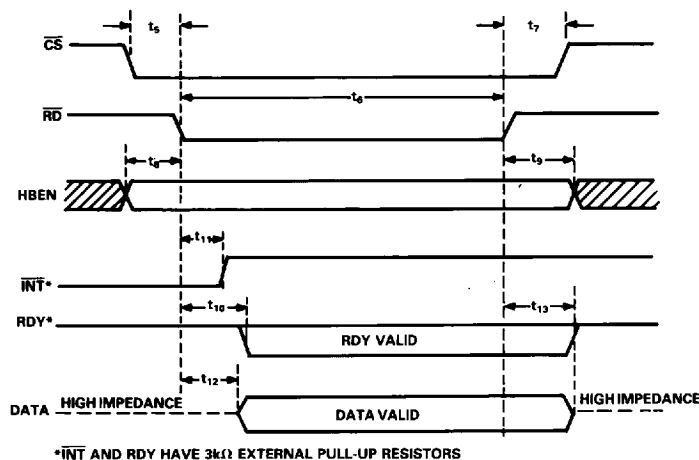 t5
t7
CS
t6
RD
t8
t9
HBEN
t11
INT*
t10
t13
RDY*
RDY VALID
t12
HIGH IMPEDANCE
HIGH IMPEDANCE
DATA
DATA VALID
*INT AND RDY HAVE 3kΩ EXTERNAL PULL-UP RESISTORS